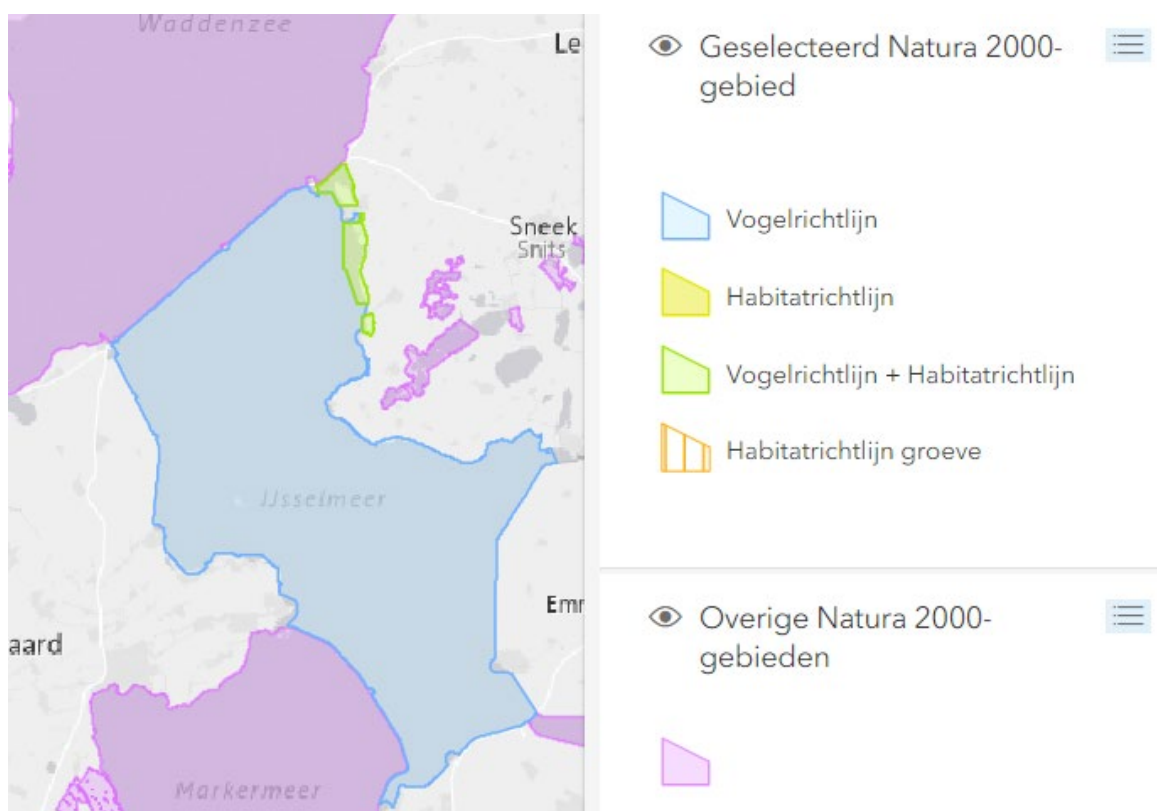 Waddenzee
Le
Sneek
Snits
IJsselmeer
Emr
aard
Markermeer
Geselecteerd Natura 2000-
gebied
Vogelrichtlijn
Habitatrichtlijn
Vogelrichtlijn + Habitatrichtlijn
Habitatrichtlijn groeve
Overige Natura 2000-
gebieden